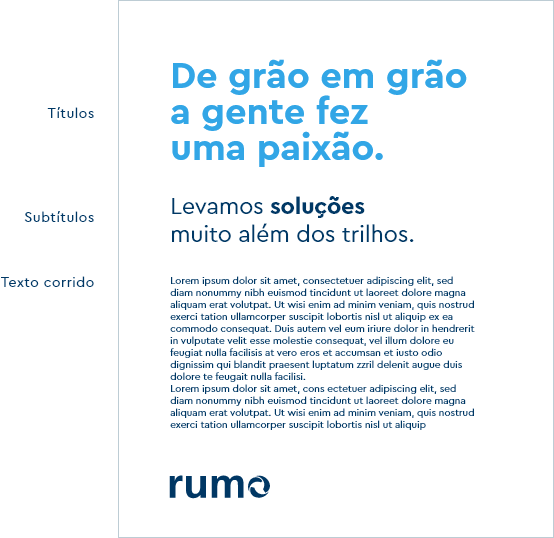 De grão em grão
a gente fez
uma paixão.
Títulos
Levamos soluções
muito além dos trilhos.
Subtítulos
Texto corrido
Lorem ipsum dolor sit amet, consectetuer adipiscing elit, sed
diam nonummy nibh euismod tincidunt ut laoreet dolore magna
aliquam erat volutpat. Ut wisi enim ad minim veniam, quis nostrud
exerci tation ullamcorper suscipit lobortis nisl ut aliquip ex ea
commodo consequat. Duis autem vel eum iriure dolor in hendrerit
in vulputate velit esse molestie consequat, vel illum dolore eu
feugiat nulla facilisis at vero eros et accumsan et iusto odio
dignissim qui blandit praesent luptatum zzril delenit augue duis
dolore te feugait nulla facilisi.
Lorem ipsum dolor sit amet, cons ectetuer adipiscing elit, sed
diam nonummy nibh euismod tincidunt ut laoreet dolore magna
aliquam erat volutpat. Ut wisi enim ad minim veniam, quis nostrud
exerci tation ullamcorper suscipit lobortis nisl ut aliquip
rumo